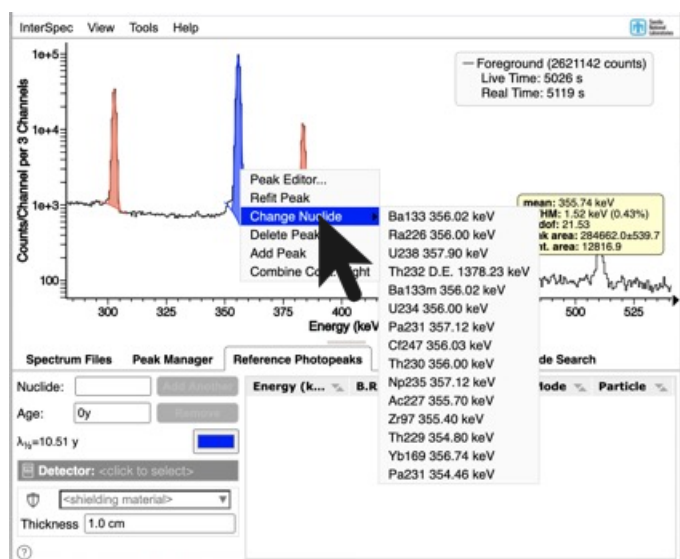 InterSpec View Tools Help
Sandia National Laboratories
1e+5
1e+4
1e+3
100
Counts/Channel per 3 Channels
Foreground (2621142 counts)
Live Time: 5026 s
Real Time: 5119 s
Peak Editor...
Refit Peak
Change Nuclide
Delete Peak
Add Peak
Combine
Ba133 356.02 keV
Ra226 356.00 keV
U238 357.90 keV
Th232 D.E. 1378.23 keV
Ba133m 356.02 keV
U234 356.00 keV
Pa231 357.12 keV
Cf247 356.03 keV
Th230 356.00 keV
Np235 357.12 keV
Ac227 355.70 keV
Zr97 355.40 keV
Th229 354.80 keV
Yb169 356.74 keV
Pa231 354.46 keV
mean: 355.74 keV
HM: 1.52 keV (0.43%)
dof: 21.53
k area: 284662.0±539.7
nt. area: 12816.9
300 325 350 375 400 500 525
Energy (keV
Spectrum Files Peak Manager Reference Photopeaks de Search
Nuclide: Add Another
Age: 0y Remove
λ½=10.51 y
Detector: <click to select>
<shielding material>
Thickness 1.0 cm
?
Energy (k... B.R Mode Particle